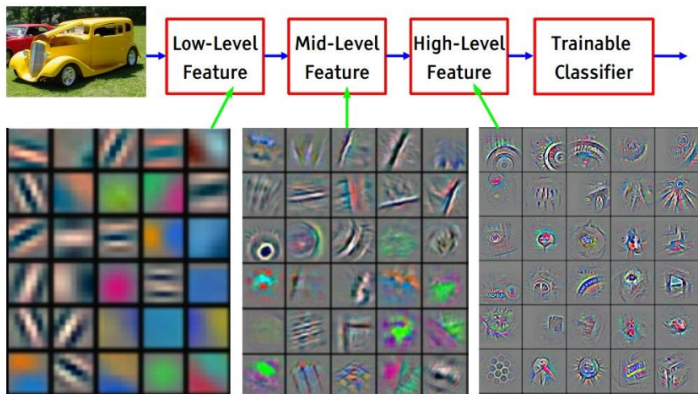 Low-Level
Feature
Mid-Level
Feature
High-Level
Feature
Trainable
Classifier